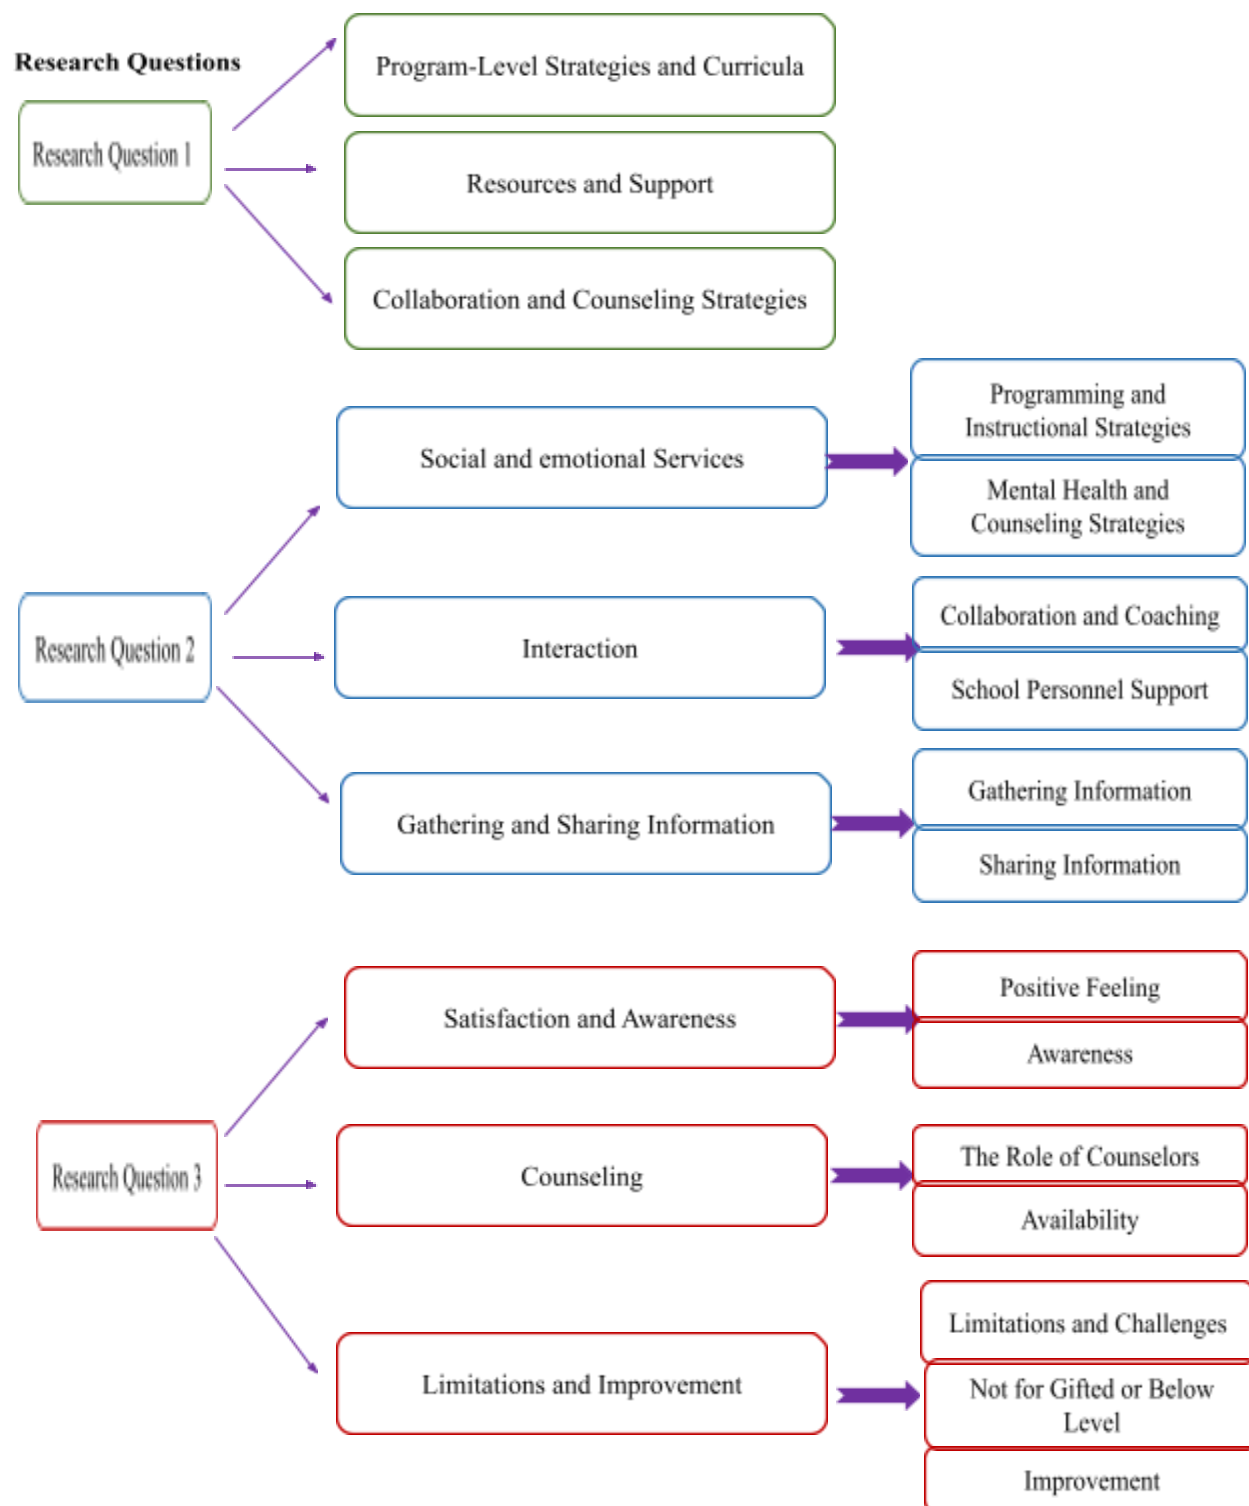 Research Questions
Research Question 1
Program-Level Strategies and Curricula
Resources and Support
Collaboration and Counseling Strategies
Research Question 2
Social and emotional Services
Programming and
Instructional Strategies
Mental Health and
Counseling Strategies
Interaction
Collaboration and Coaching
School Personnel Support
Gathering and Sharing Information
Gathering Information
Sharing Information
Research Question 3
Satisfaction and Awareness
Positive Feeling
Awareness
Counseling
The Role of Counselors
Availability
Limitations and Improvement
Limitations and Challenges
Not for Gifted or Below
Level
Improvement